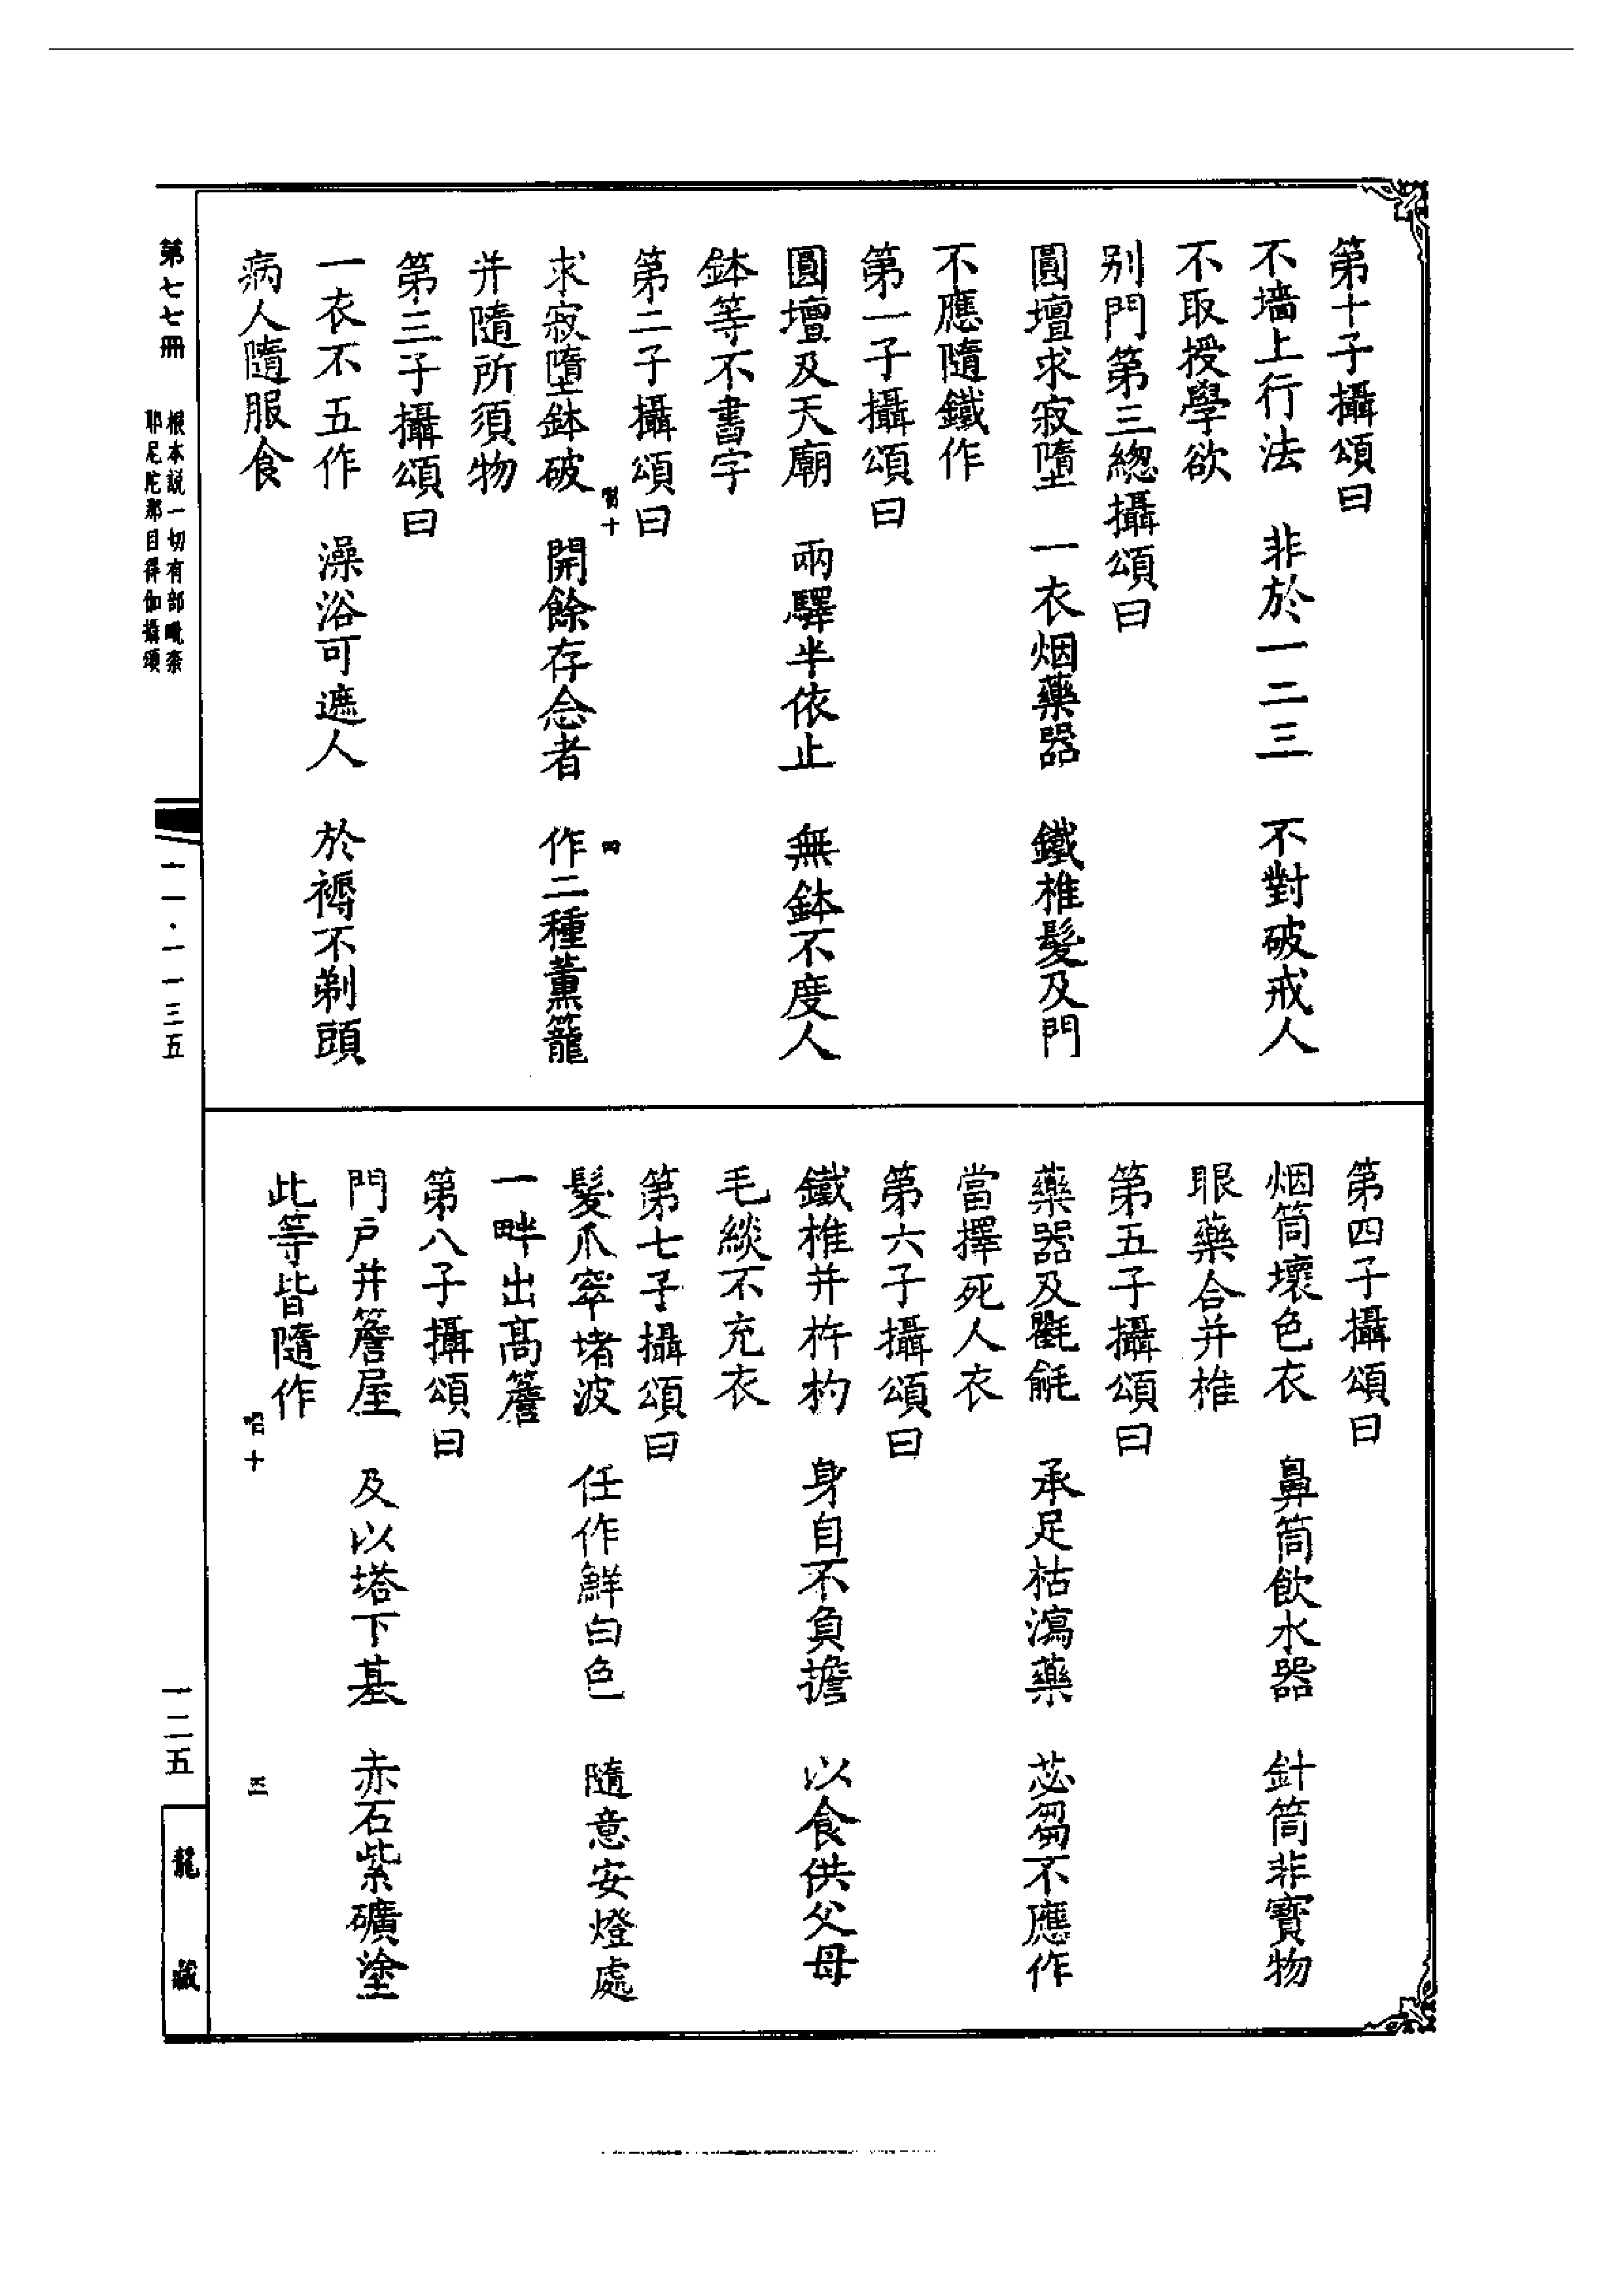 第十子攝頌曰
不墻上行法　非於一二三　不對破戒人
不取授學欲
別門第三緫攝頌曰
圓壇求寂墮　一衣烟藥器　鐵椎髮及門
不應隨鐵作
第一子攝頌曰
圓壇及天廟　兩驛半依止　無鉢不度人
鉢等不書字
第二子攝頌曰
求寂墮鉢破　開餘存念者　作二種薰籠
并隨所須物
第三子攝頌曰
一衣不五作　澡浴可遮人　於褥不剃頭
病人隨服食
第四子攝頌曰
烟筒壞色衣　鼻筒飲水器　針筒非寶物
眼藥合并椎
第五子攝頌曰
藥器及氍毹　承足枯瀉藥　苾芻不應作
當擇死人衣
第六子攝頌曰
鐵椎并杵杓　身自不負擔　以食供父母
毛緂不充衣
第七子攝頌曰
髮爪窣堵波　任作鮮白色　隨意安燈處
一畔出高簷
第八子攝頌曰
門戶并簷屋　及以塔下基　赤石紫礦塗
此等皆隨作
十
四
十
三
第七七冊
根本說一切有部毗奈
耶尼陀那目得伽攝頌
一一·一一三五
一二五
龍藏